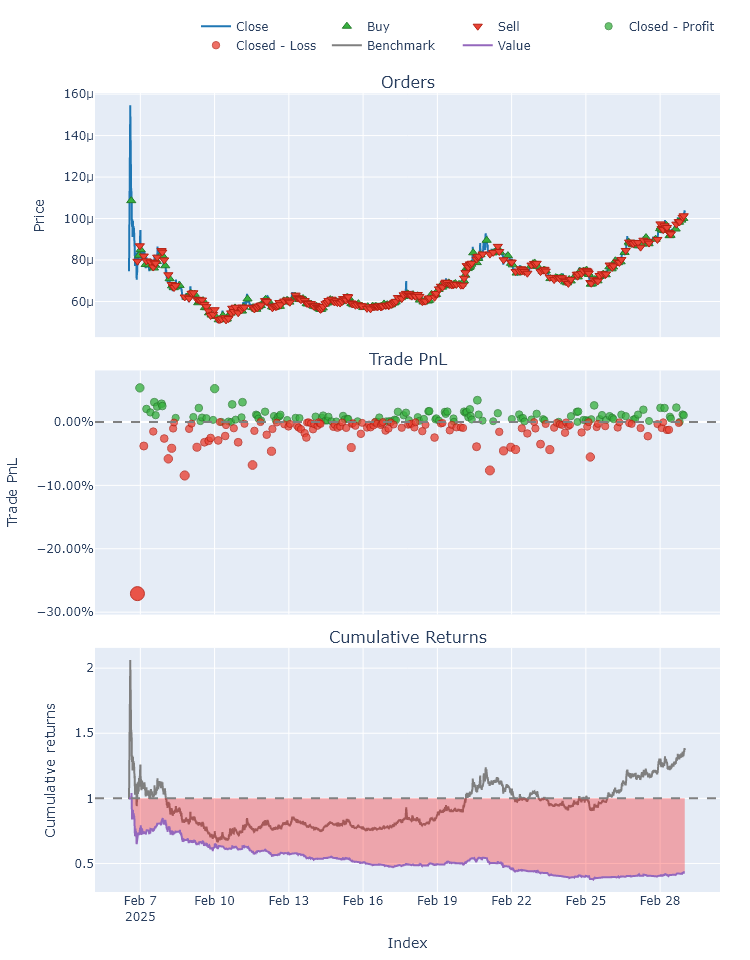 Close Buy Sell Closed - Profit
Closed - Loss Benchmark Value
Orders
160μ
140μ
120μ
100μ
80μ
60μ
Price
Trade PnL
0.00%
−10.00%
−20.00%
−30.00%
Trade PnL
Cumulative Returns
2
1.5
1
0.5
Cumulative returns
Feb 7 Feb 10 Feb 13 Feb 16 Feb 19 Feb 22 Feb 25 Feb 28
2025
Index